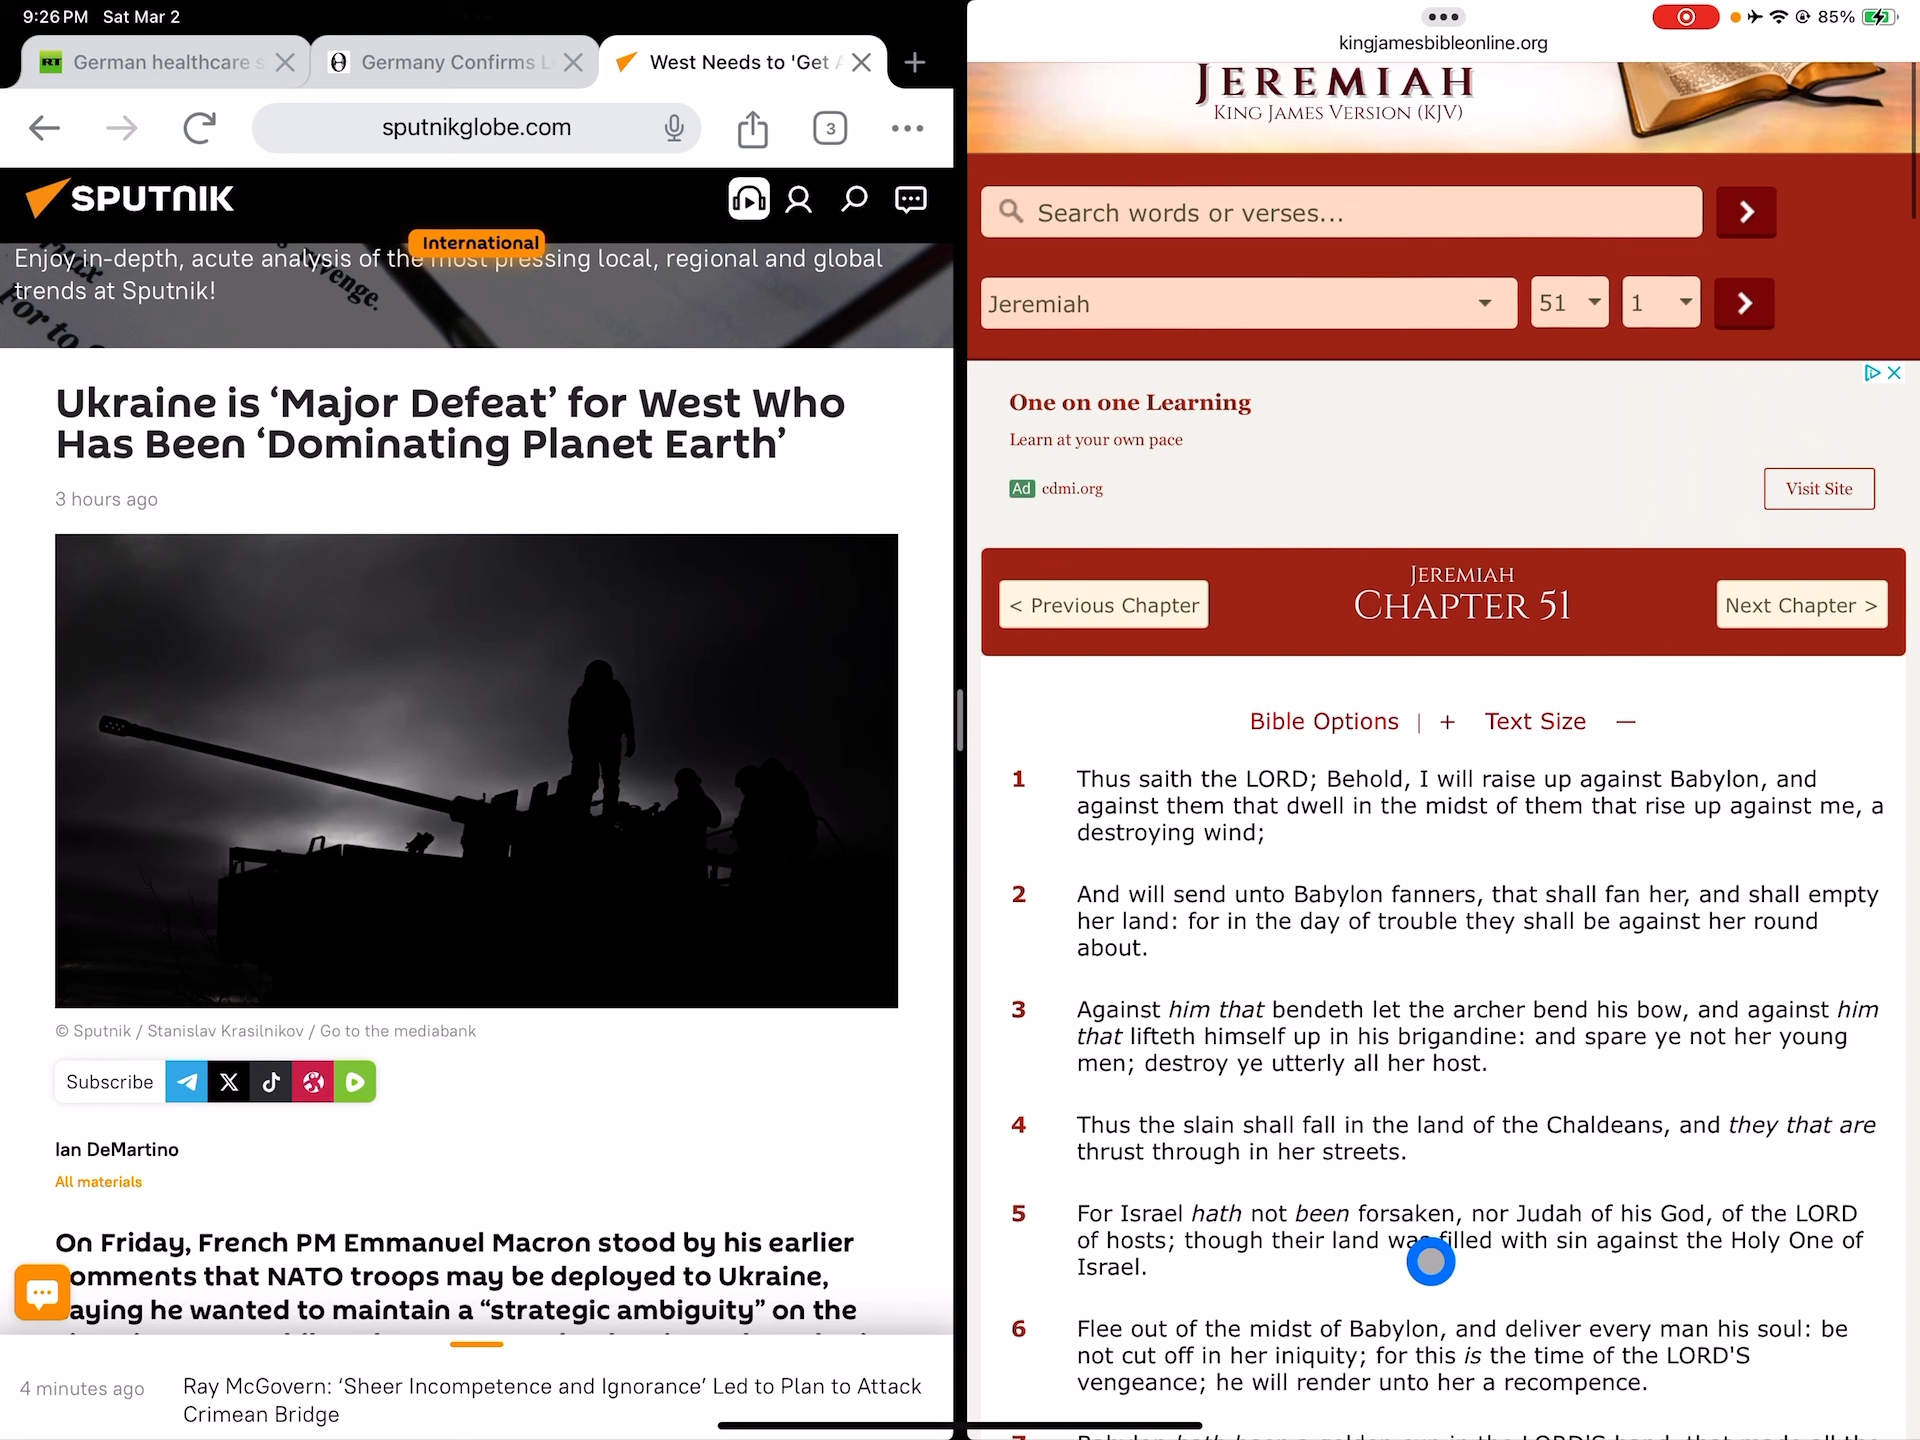 9:26 PM Sat Mar 2
RT German healthcare s
Germany Confirms L
West Needs to 'Get A
sputnikglobe.com
3
SPUTNIK
International
Enjoy in-depth, acute analysis of the most pressing local, regional and global
trends at Sputnik!
revenge.
For to
Ukraine is ‘Major Defeat’ for West Who
Has Been ‘Dominating Planet Earth’
3 hours ago
© Sputnik / Stanislav Krasilnikov / Go to the mediabank
Subscribe
Ian DeMartino
All materials
On Friday, French PM Emmanuel Macron stood by his earlier
omments that NATO troops may be deployed to Ukraine,
aying he wanted to maintain a “strategic ambiguity” on the
4 minutes ago
Ray McGovern: ‘Sheer Incompetence and Ignorance’ Led to Plan to Attack
Crimean Bridge
85%
kingjamesbibleonline.org
JEREMIAH
KING JAMES VERSION (KJV)
Search words or verses...
Jeremiah 51 1
One on one Learning
Learn at your own pace
Ad cdmi.org
Visit Site
< Previous Chapter
JEREMIAH
CHAPTER 51
Next Chapter >
Bible Options | + Text Size —
1 Thus saith the LORD; Behold, I will raise up against Babylon, and
against them that dwell in the midst of them that rise up against me, a
destroying wind;
2 And will send unto Babylon fanners, that shall fan her, and shall empty
her land: for in the day of trouble they shall be against her round
about.
3 Against him that bendeth let the archer bend his bow, and against him
that lifteth himself up in his brigandine: and spare ye not her young
men; destroy ye utterly all her host.
4 Thus the slain shall fall in the land of the Chaldeans, and they that are
thrust through in her streets.
5 For Israel hath not been forsaken, nor Judah of his God, of the LORD
of hosts; though their land was filled with sin against the Holy One of
Israel.
6 Flee out of the midst of Babylon, and deliver every man his soul: be
not cut off in her iniquity; for this is the time of the LORD'S
vengeance; he will render unto her a recompence.